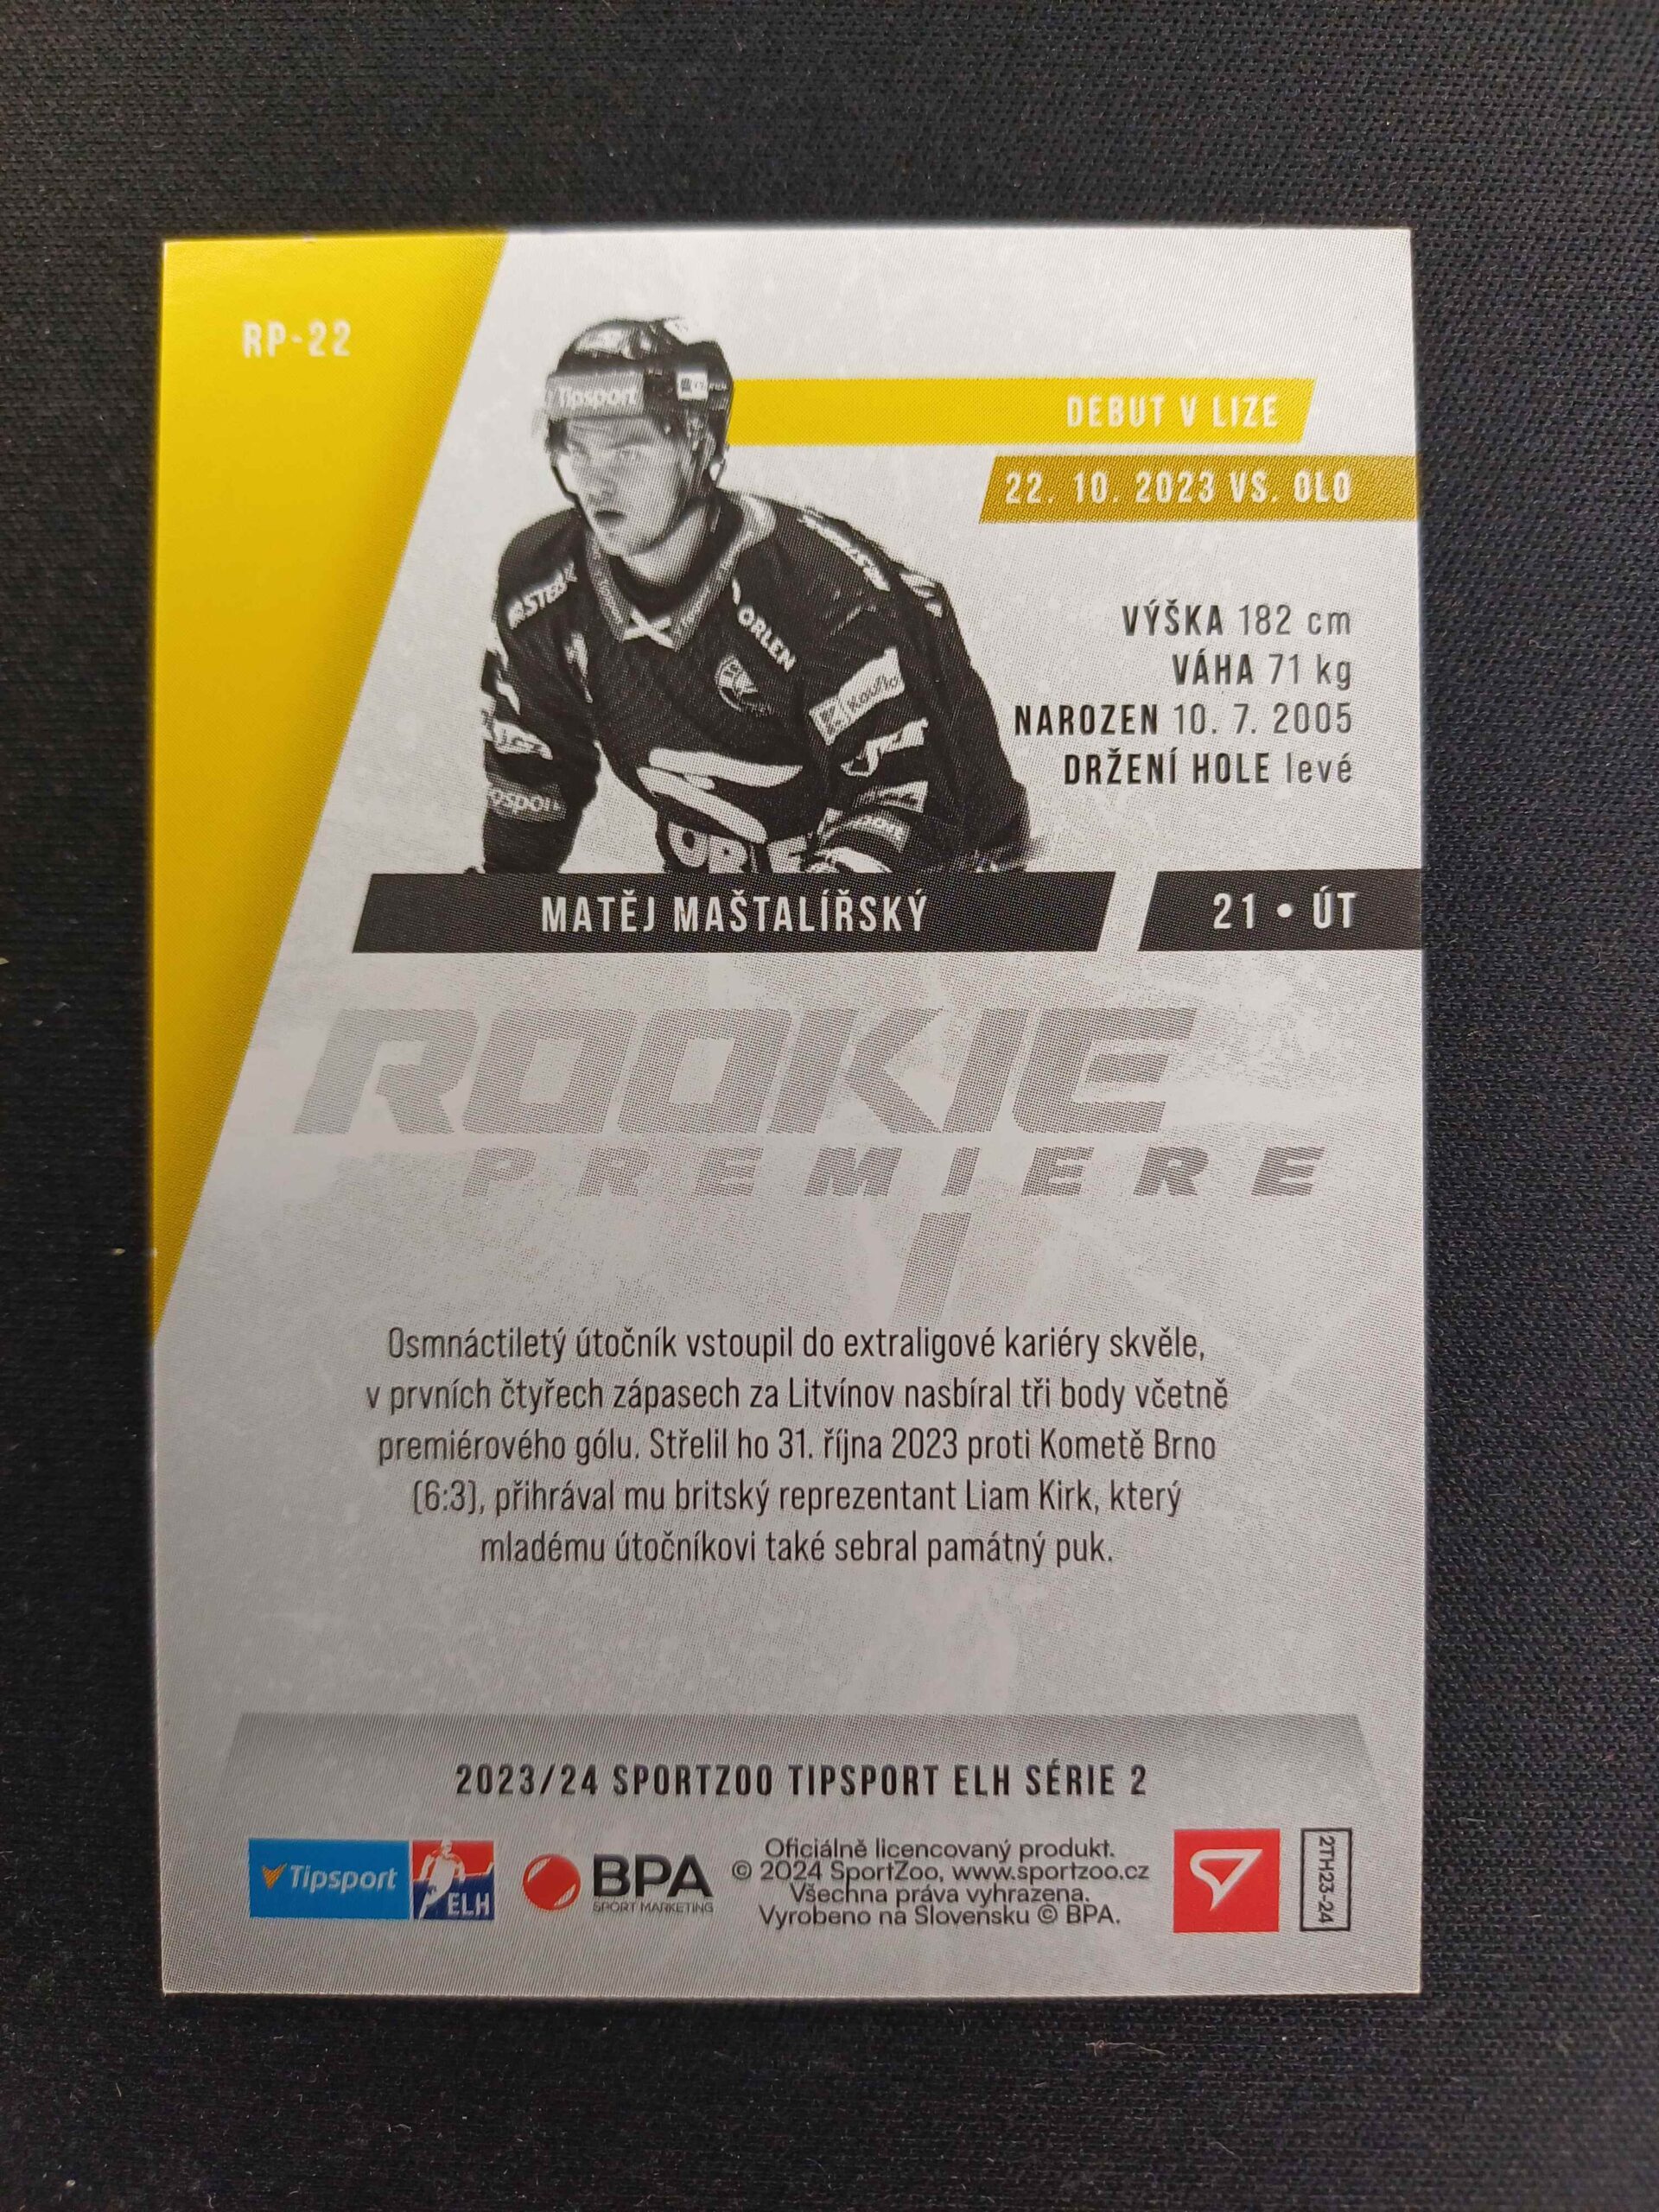 RP-22
DEBUT V LIZE
22. 10. 2023 VS. OLO
Tipsport
ORLEN
VÝŠKA 182 cm
VÁHA 71 kg
NAROZEN 10. 7. 2005
DRŽENÍ HOLE levé
MATĚJ MAŠTALÍŘSKÝ
21 • ÚT
ROOKIE
PREMIERE
Osmnáctiletý útočník vstoupil do extraligové kariéry skvěle,
v prvních čtyřech zápasech za Litvínov nasbíral tři body včetně
premiérového gólu. Střelil ho 31. října 2023 proti Kometě Brno
(6:3), přihrával mu britský reprezentant Liam Kirk, který
mladému útočníkovi také sebral památný puk.
2023/24 SPORTZOO TIPSPORT ELH SÉRIE 2
Tipsport
ELH
BPA
SPORT MARKETING
Oficiálně licencovaný produkt.
© 2024 SportZoo, www.sportzoo.cz
Všechna práva vyhrazena.
Vyrobeno na Slovensku © BPA.
2TH23-24